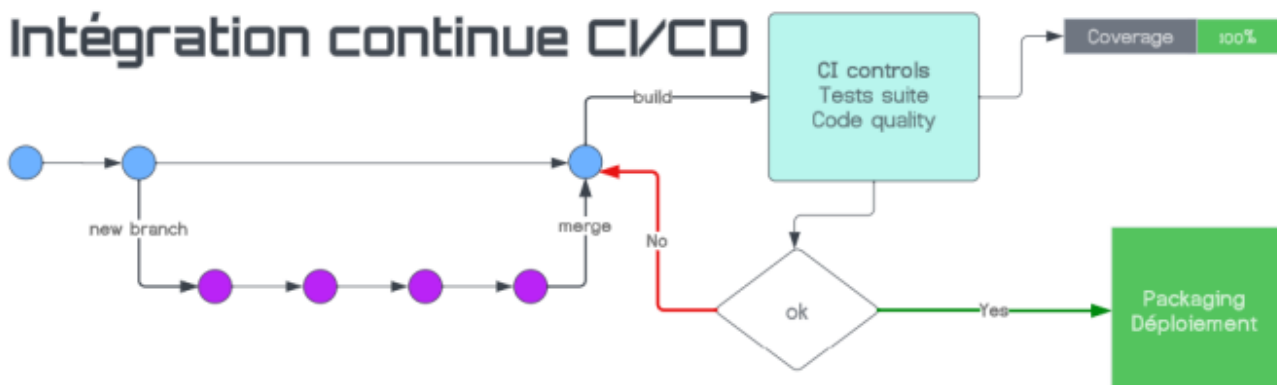 Intégration continue CI/CD
build
CI controls
Tests suite
Code quality
Coverage 100%
new branch
merge
No
ok
Yes
Packaging
Déploiement